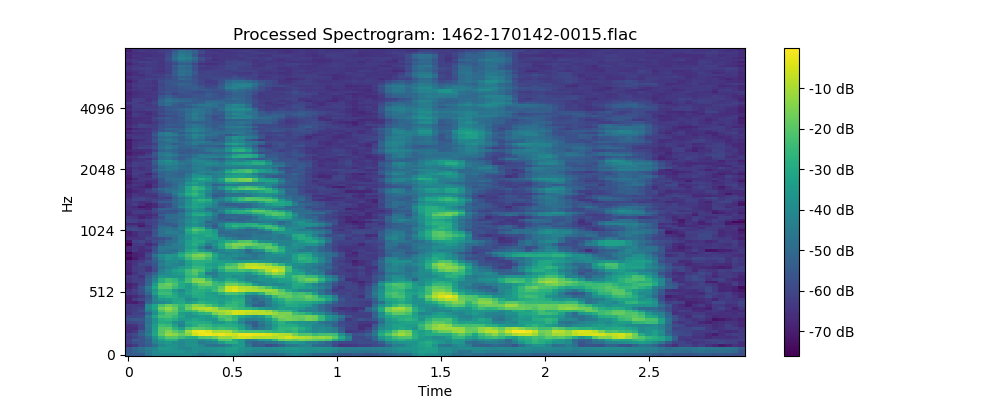 Processed Spectrogram: 1462-170142-0015.flac
4096
2048
1024
512
0
Hz
0 0.5 1 1.5 2 2.5
Time
-10 dB
-20 dB
-30 dB
-40 dB
-50 dB
-60 dB
-70 dB